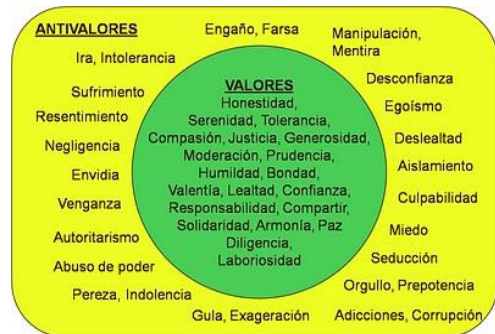 ANTIVALORES
Engaño, Farsa
Manipulación,
Mentira
Ira, Intolerancia
Desconfianza
Sufrimiento
Egoísmo
Resentimiento
Deslealtad
Negligencia
Aislamiento
Envidia
Culpabilidad
Venganza
Miedo
Autoritarismo
Seducción
Abuso de poder
Orgullo, Prepotencia
Pereza, Indolencia
Gula, Exageración
Adicciones, Corrupción
VALORES
Honestidad,
Serenidad, Tolerancia,
Compasión, Justicia, Generosidad,
Moderación, Prudencia,
Humildad, Bondad,
Valentía, Lealtad, Confianza,
Responsabilidad, Compartir,
Solidaridad, Armonía, Paz
Diligencia,
Laboriosidad